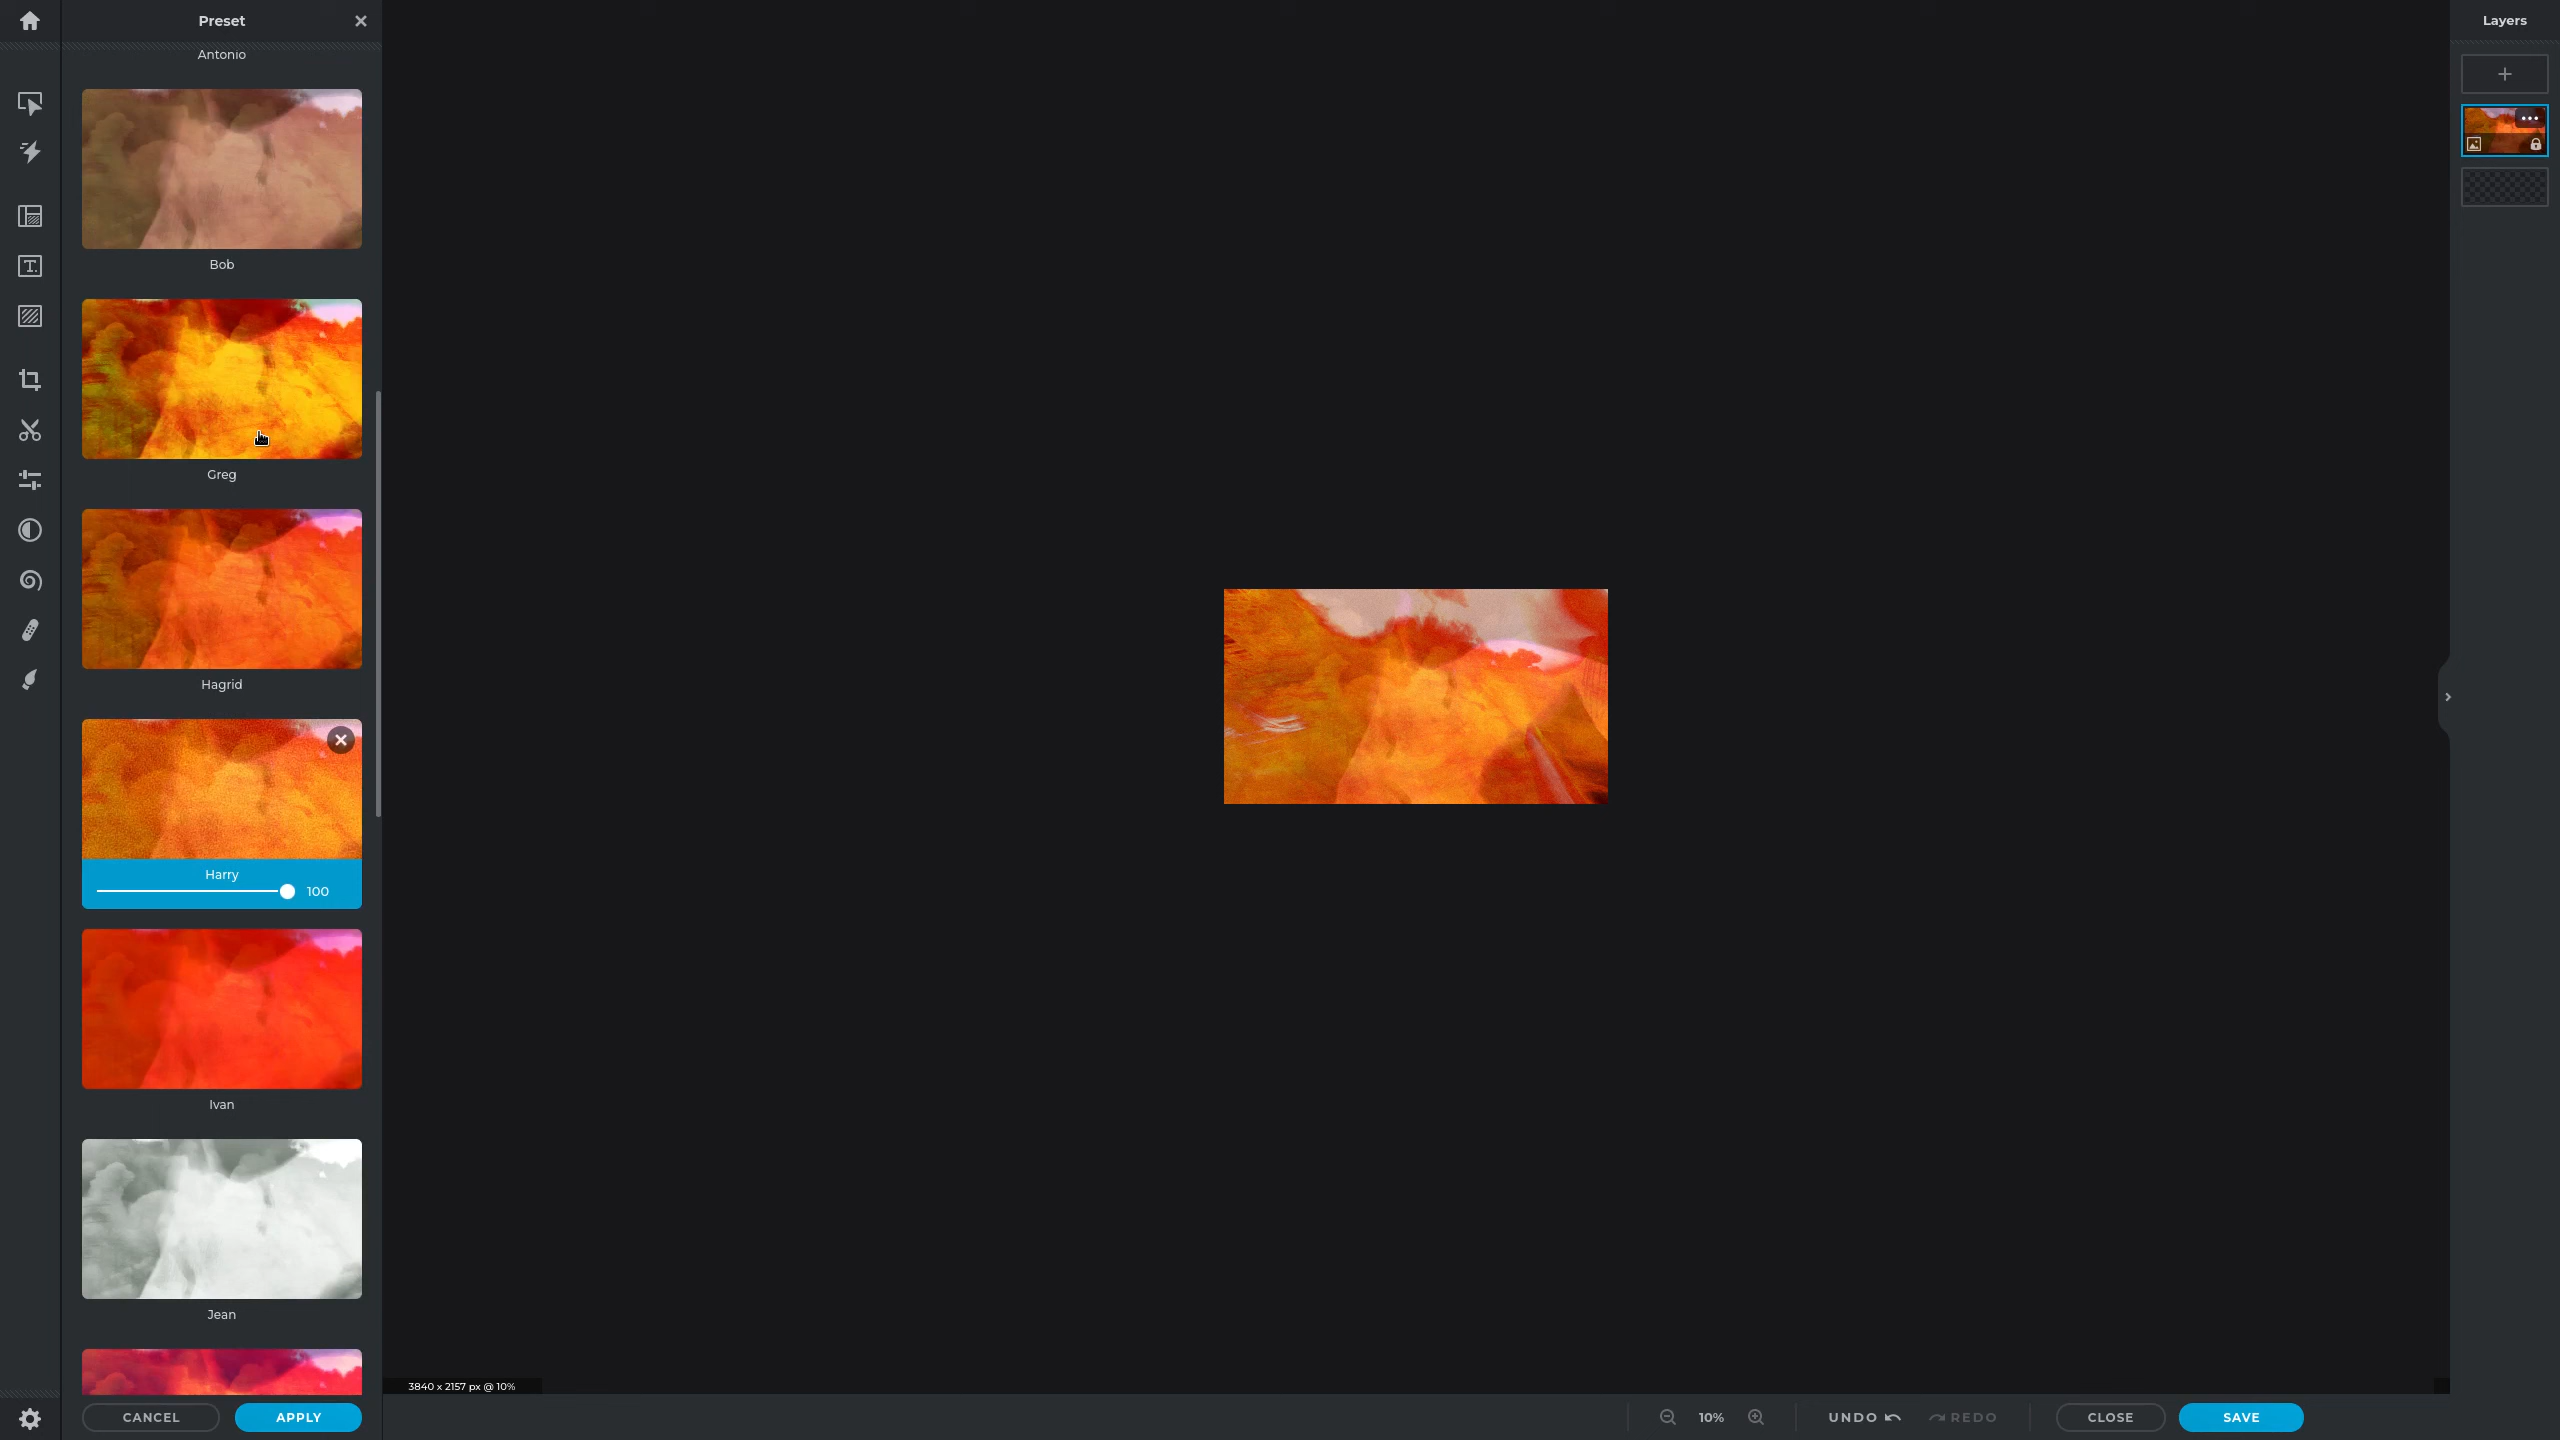 Preset
Layers
Antonio
Bob
Greg
Hagrid
Harry
100
Ivan
Jean
3840 x 2157 px @ 10%
CANCEL
APPLY
10%
UNDO
REDO
CLOSE
SAVE